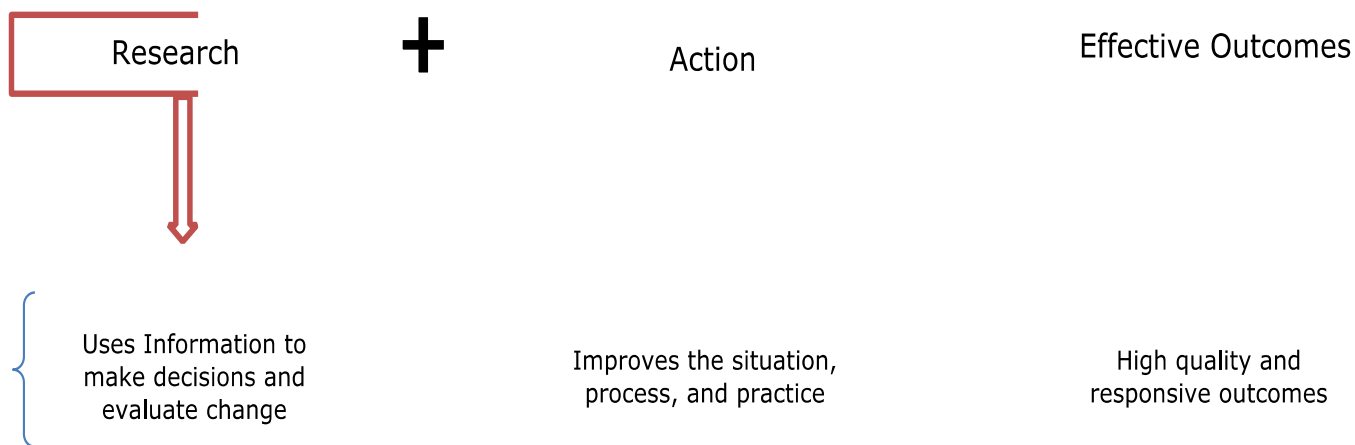 Research
+
Action
Effective Outcomes
Uses Information to
make decisions and
evaluate change
Improves the situation,
process, and practice
High quality and
responsive outcomes